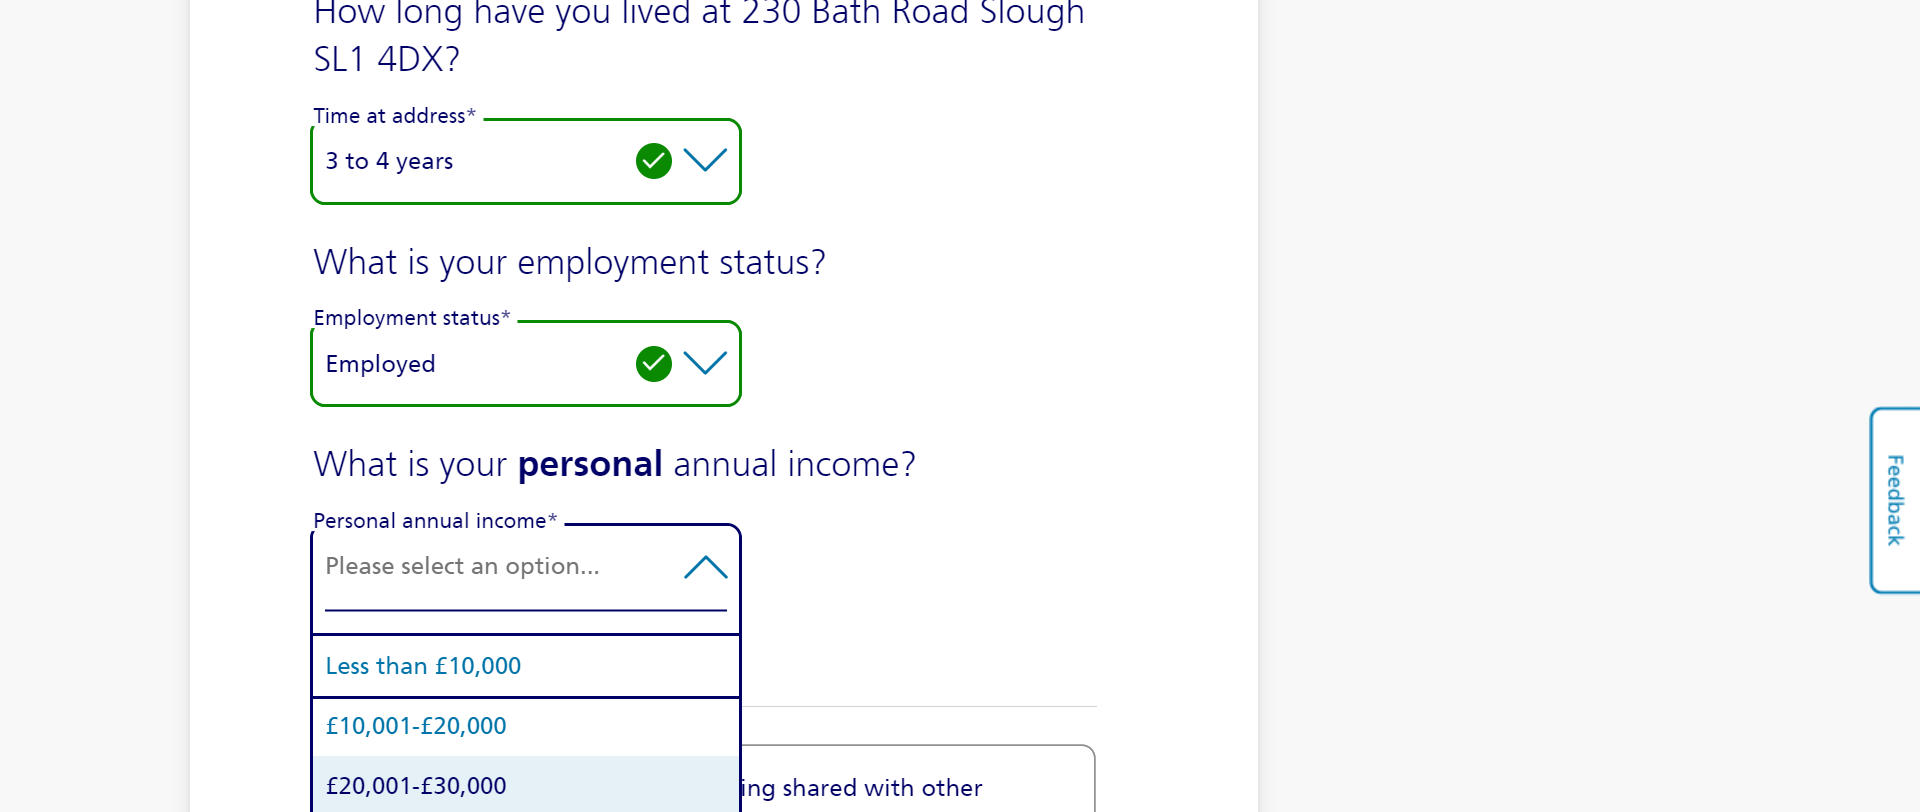 How long have you lived at 230 Bath Road Slough
SL1 4DX?
Time at address*
3 to 4 years
What is your employment status?
Employment status*
Employed
What is your personal annual income?
Personal annual income*
Please select an option...
Less than £10,000
£10,001-£20,000
£20,001-£30,000
ing shared with other
Feedback